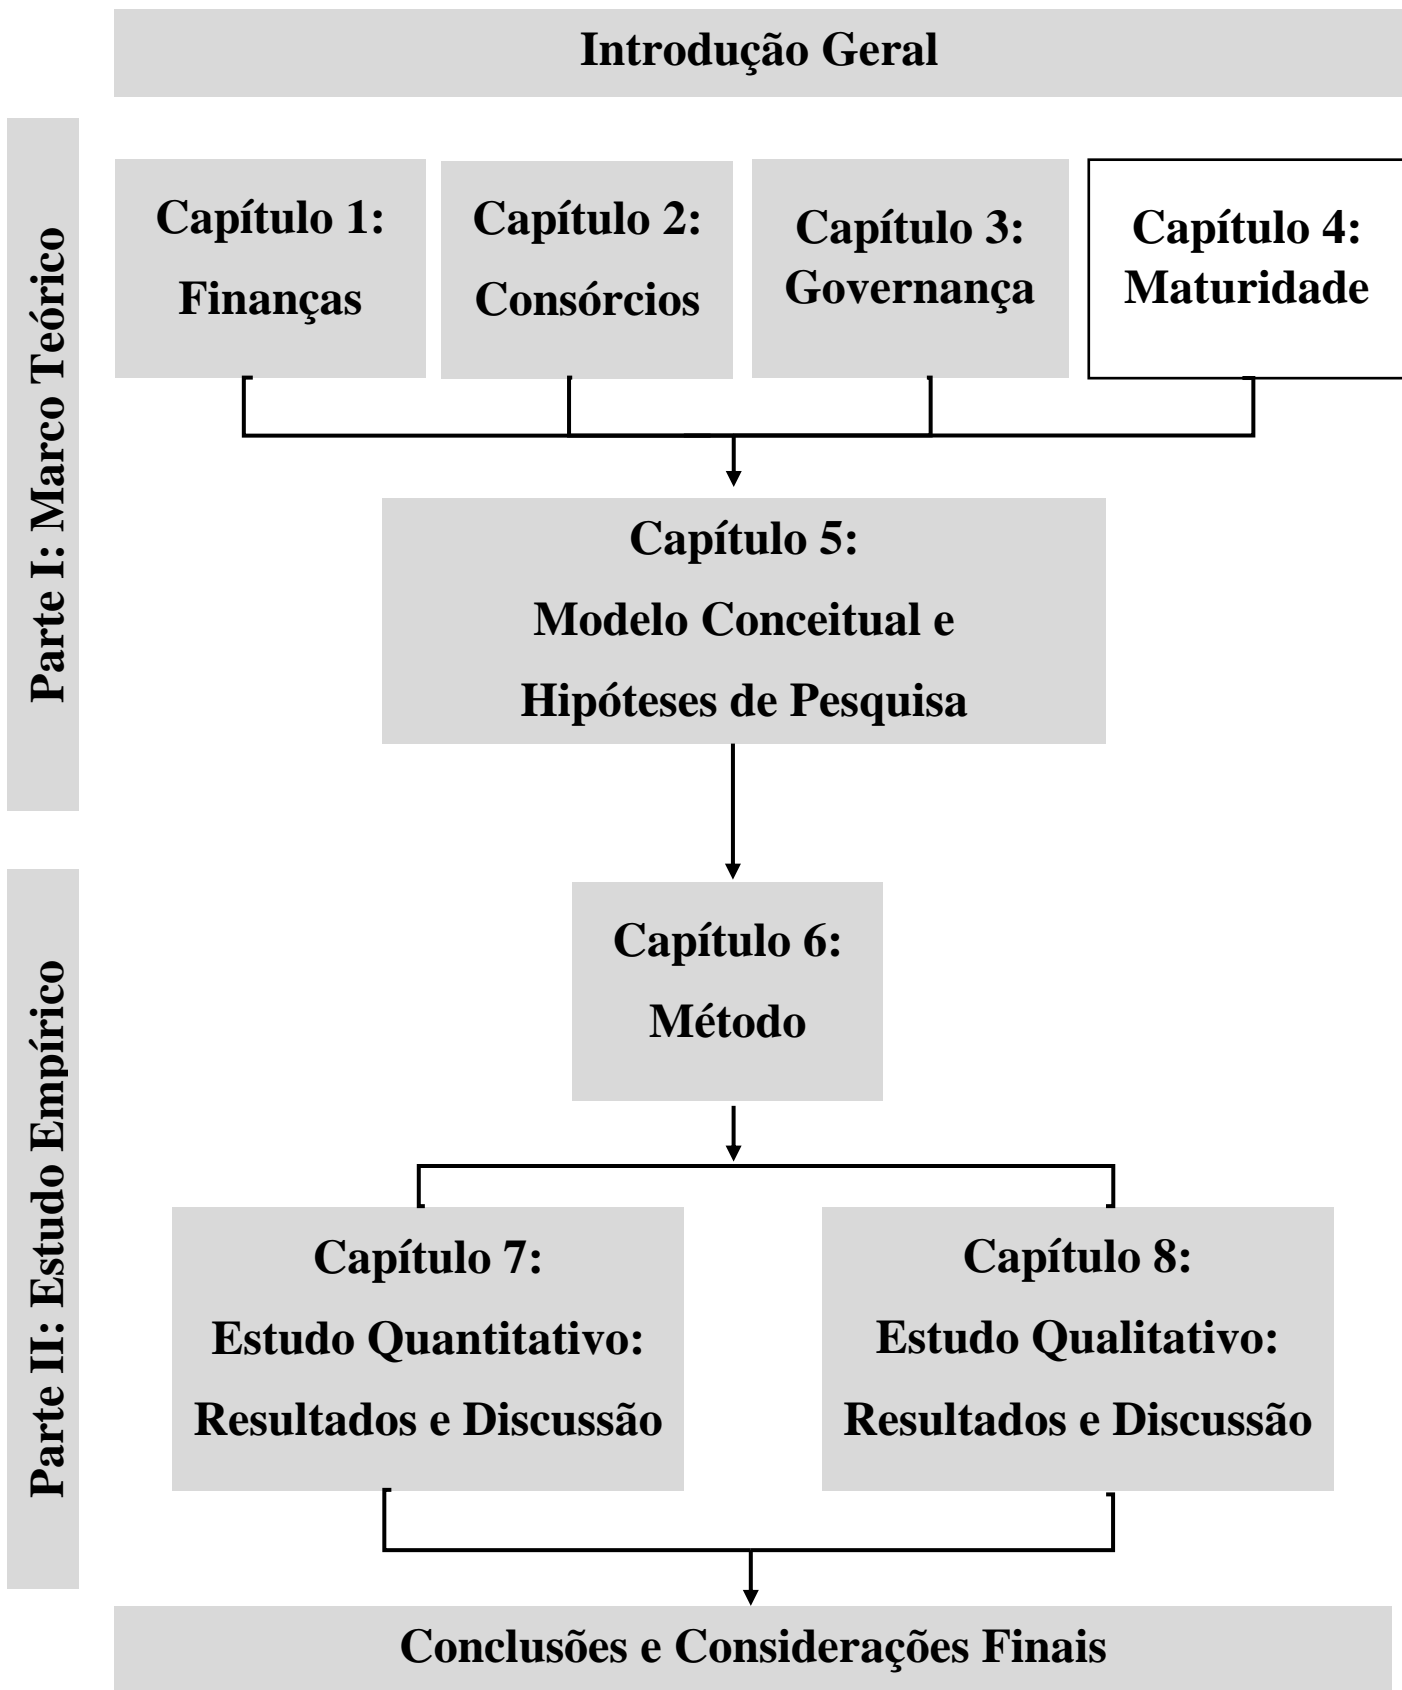 Introdução Geral
Parte I: Marco Teórico
Capítulo 1:
Finanças
Capítulo 2:
Consórcios
Capítulo 3:
Governança
Capítulo 4:
Maturidade
Capítulo 5:
Modelo Conceitual e
Hipóteses de Pesquisa
Parte II: Estudo Empírico
Capítulo 6:
Método
Capítulo 7:
Estudo Quantitativo:
Resultados e Discussão
Capítulo 8:
Estudo Qualitativo:
Resultados e Discussão
Conclusões e Considerações Finais